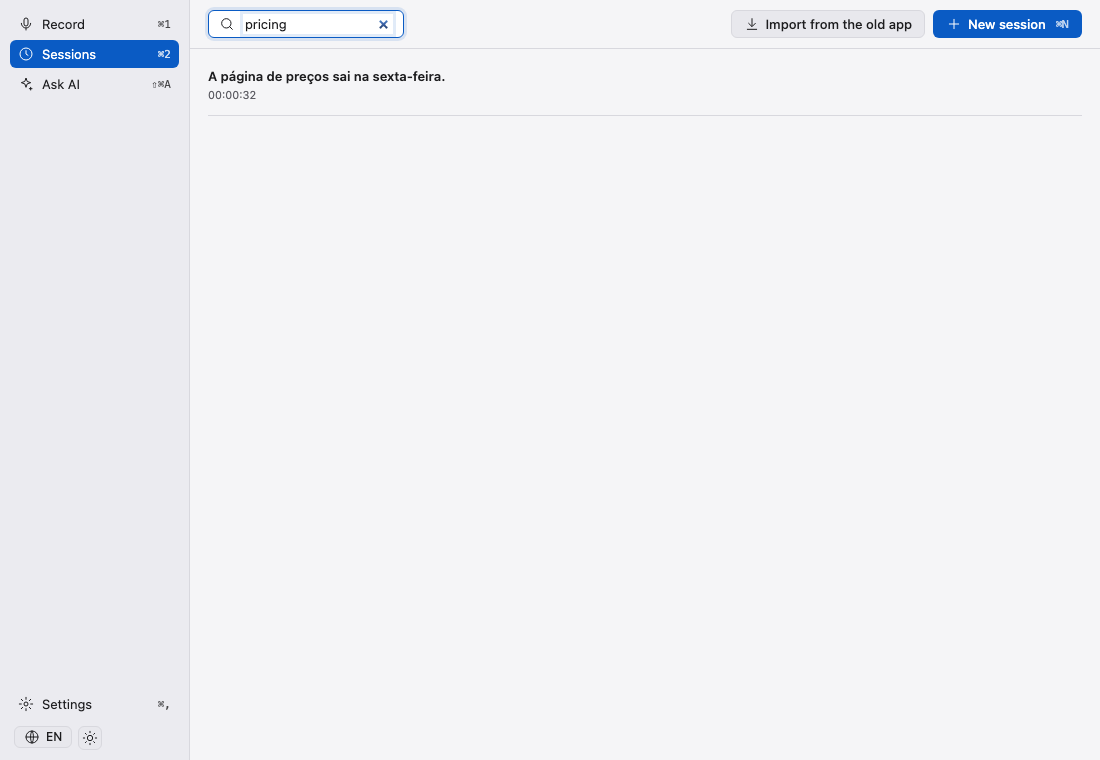 Record ⌘1
Sessions ⌘2
Ask AI ⇧⌘A
pricing
Import from the old app
New session ⌘N
A página de preços sai na sexta-feira.
00:00:32
Settings ⌘,
EN